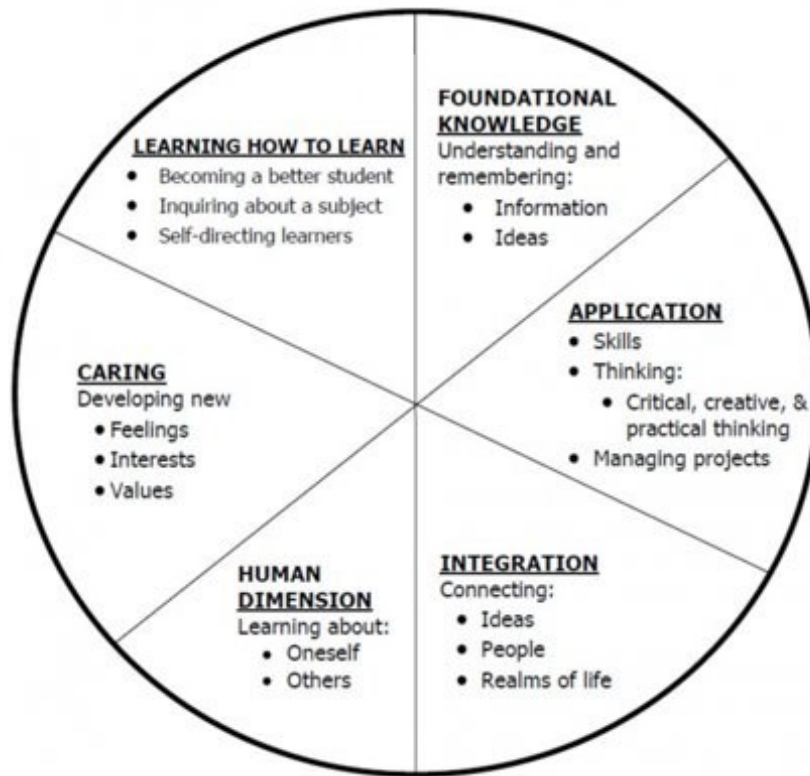 FOUNDATIONAL
KNOWLEDGE
Understanding and
remembering:
• Information
• Ideas
APPLICATION
• Skills
• Thinking:
• Critical, creative, &
practical thinking
• Managing projects
INTEGRATION
Connecting:
• Ideas
• People
• Realms of life
HUMAN
DIMENSION
Learning about:
• Oneself
• Others
CARING
Developing new
• Feelings
• Interests
• Values
LEARNING HOW TO LEARN
• Becoming a better student
• Inquiring about a subject
• Self-directing learners